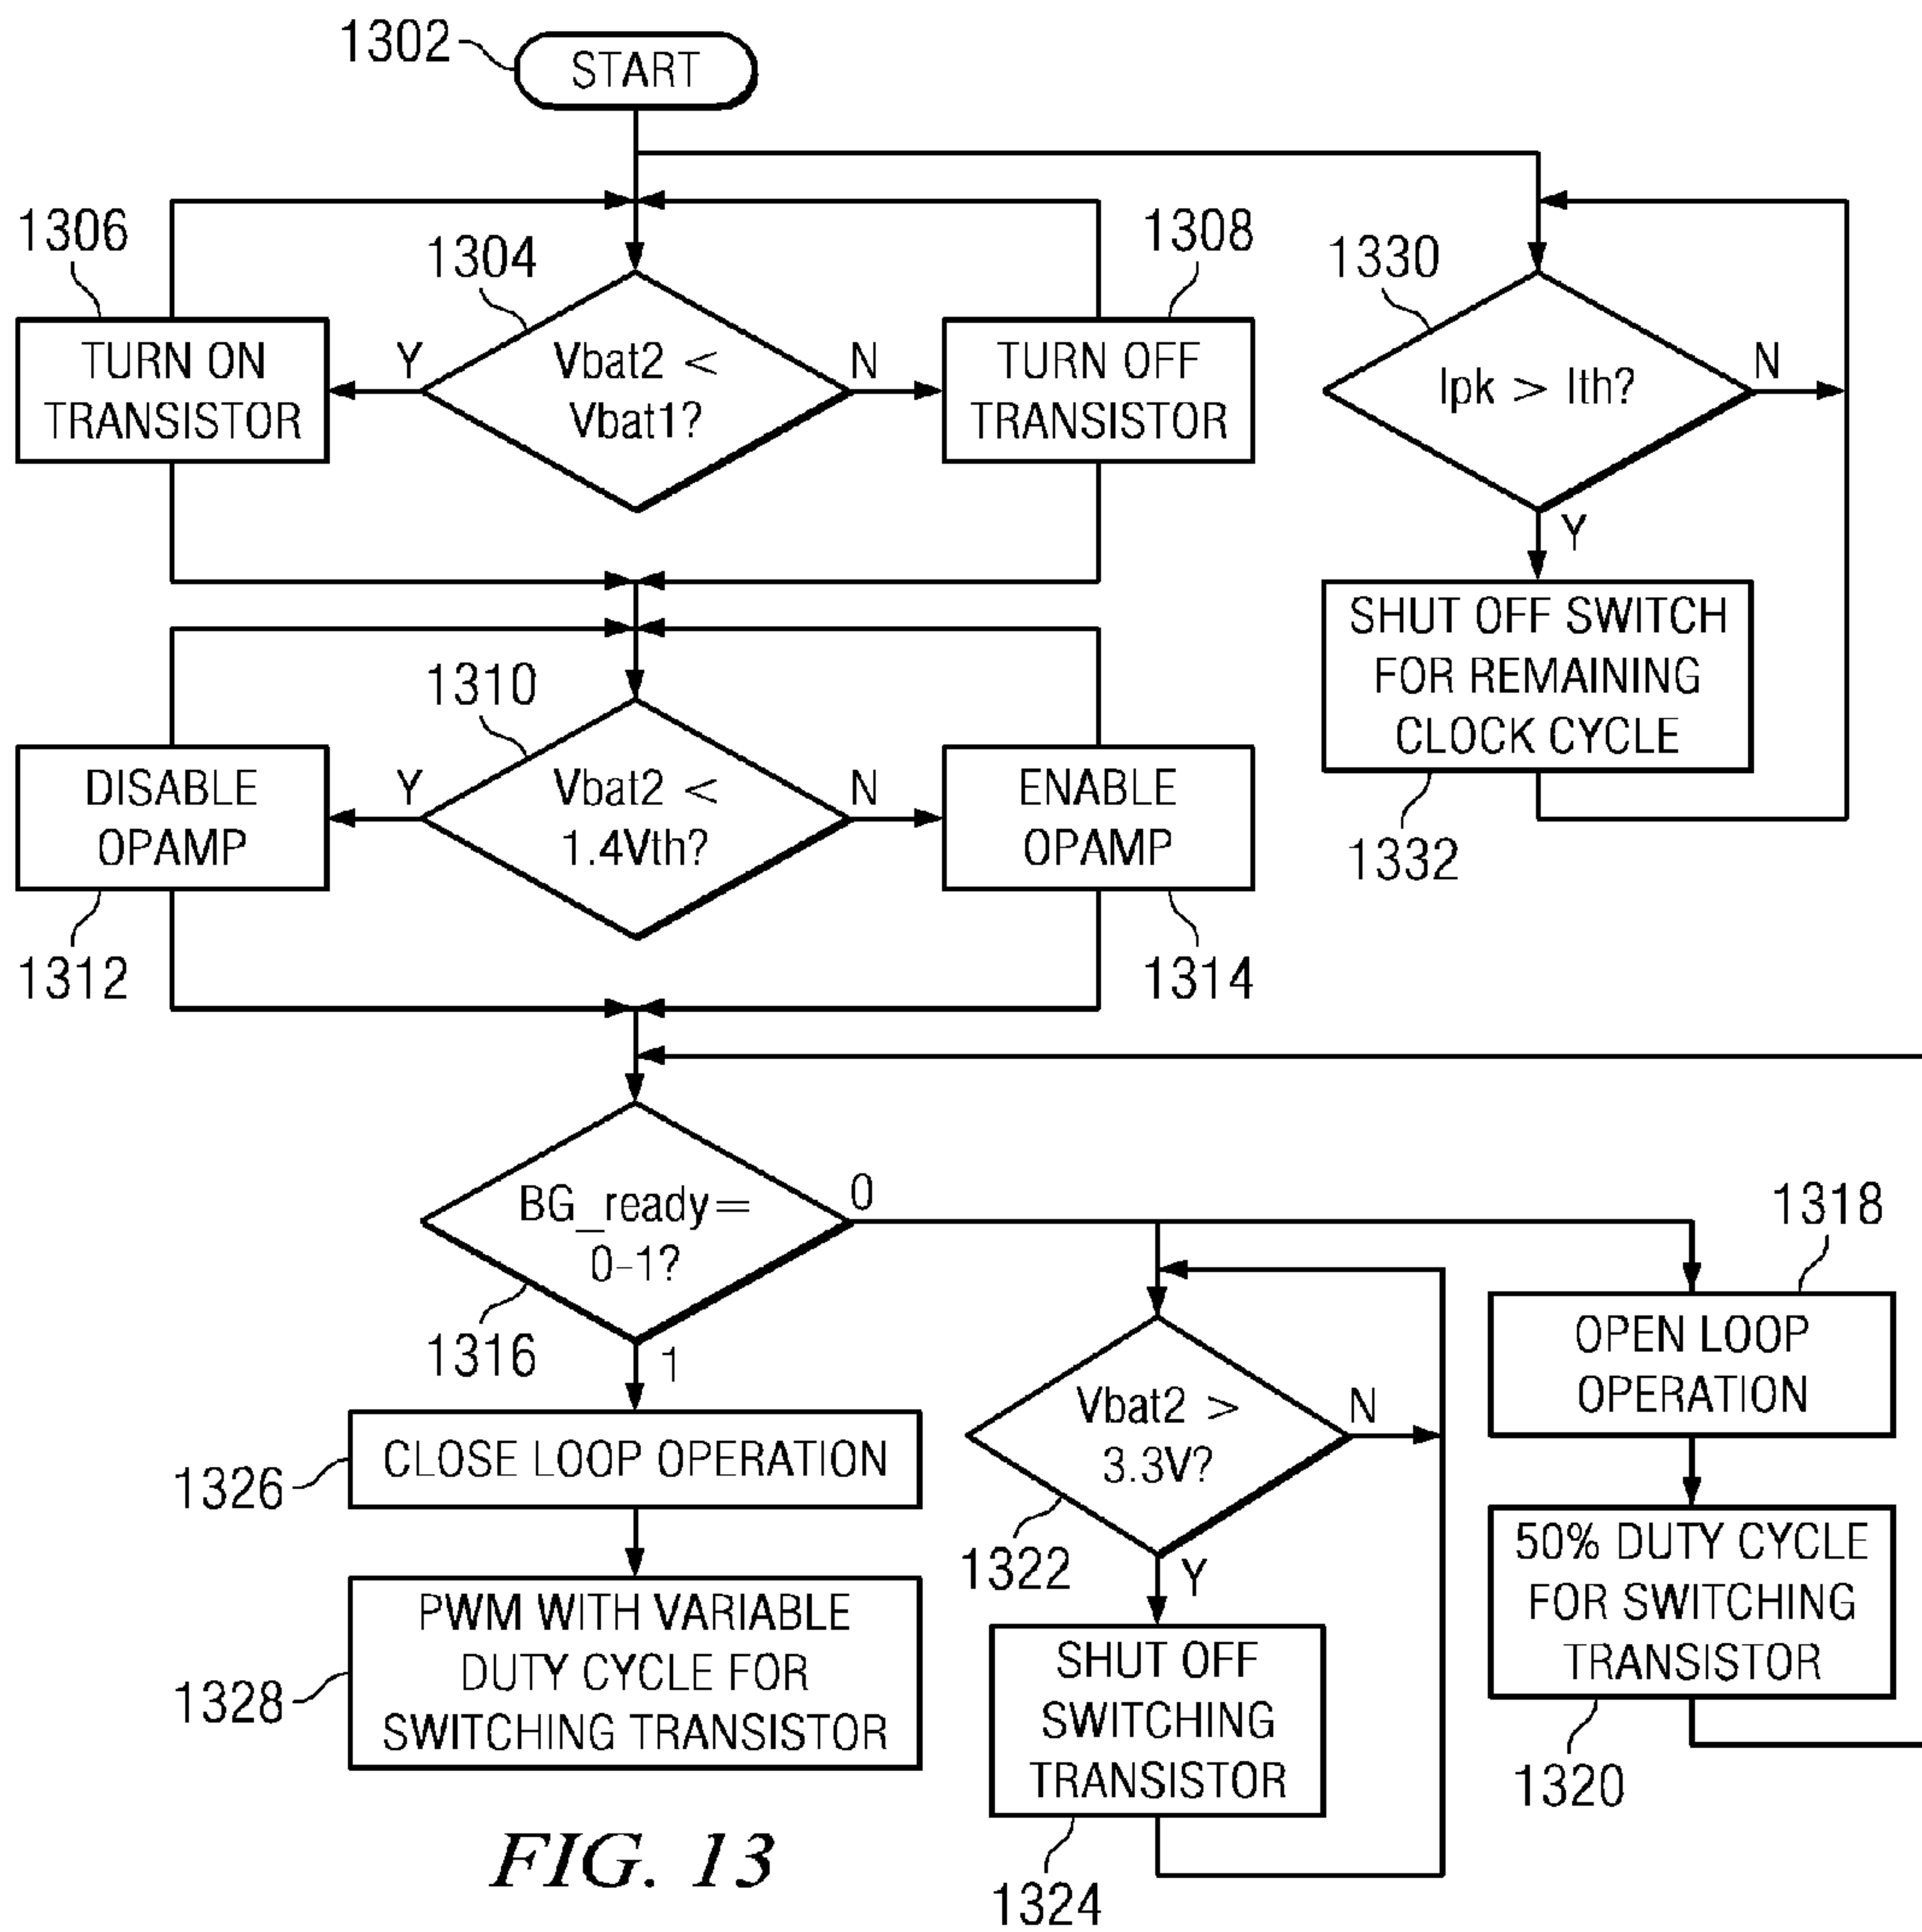 1302
START
1306
1304
1308
1330
TURN ON
TRANSISTOR
Y
Vbat2 <
Vbat1?
N
TURN OFF
TRANSISTOR
Ipk > Ith?
N
Y
SHUT OFF SWITCH
FOR REMAINING
CLOCK CYCLE
1332
1310
DISABLE
OPAMP
Y
Vbat2 <
1.4Vth?
N
ENABLE
OPAMP
1312
1314
BG_ready=
0-1?
0
1316
1
1318
OPEN LOOP
OPERATION
Vbat2 >
3.3V?
N
1322
Y
CLOSE LOOP OPERATION
1326
50% DUTY CYCLE
FOR SWITCHING
TRANSISTOR
1320
PWM WITH VARIABLE
DUTY CYCLE FOR
SWITCHING TRANSISTOR
1328
SHUT OFF
SWITCHING
TRANSISTOR
1324
FIG. 13